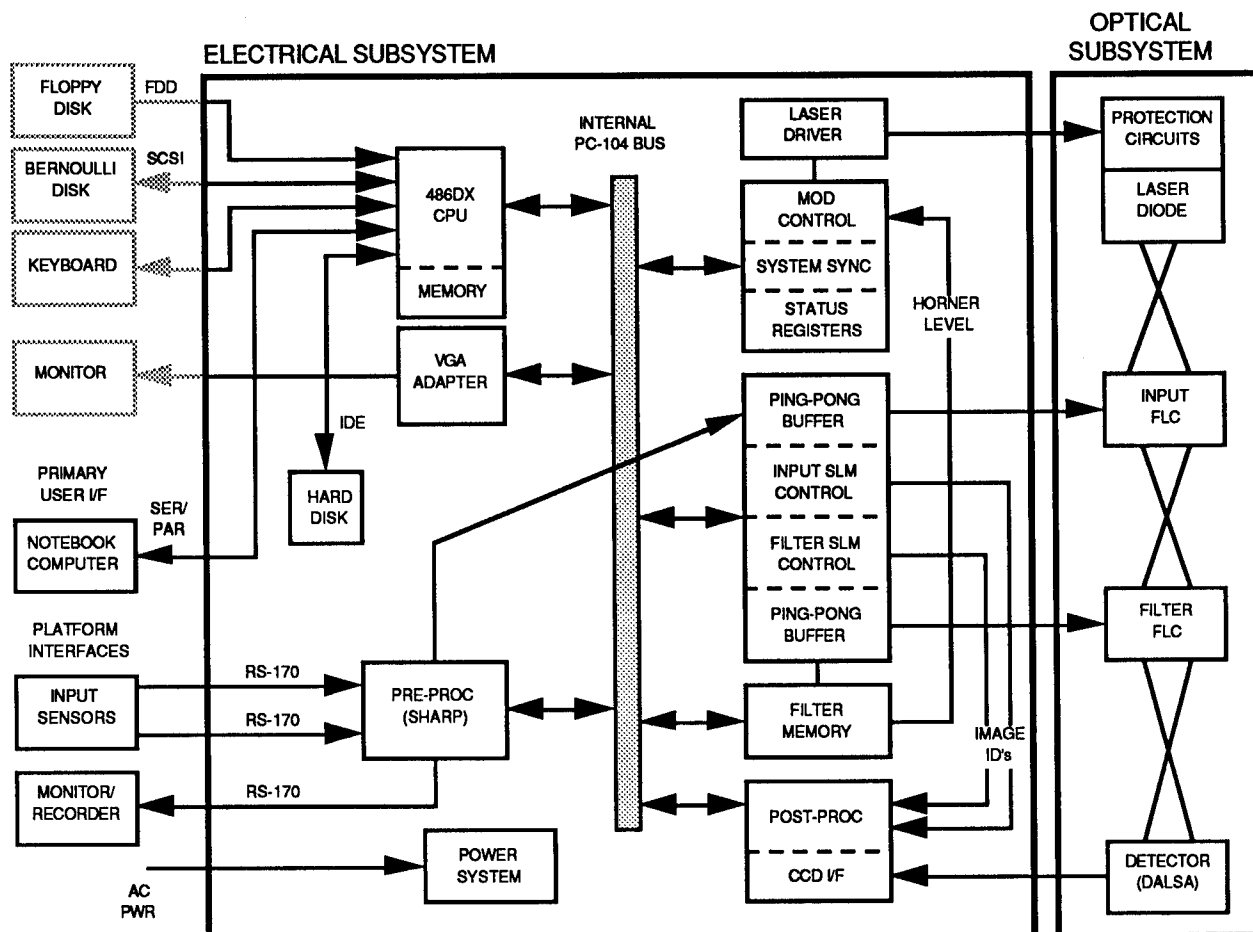 ELECTRICAL SUBSYSTEM
OPTICAL
SUBSYSTEM
FLOPPY
DISK
FDD
BERNOULLI
DISK
SCSI
KEYBOARD
MONITOR
PRIMARY
USER I/F
SER/
PAR
NOTEBOOK
COMPUTER
PLATFORM
INTERFACES
INPUT
SENSORS
RS-170
RS-170
MONITOR/
RECORDER
RS-170
AC
PWR
486DX
CPU
MEMORY
VGA
ADAPTER
IDE
HARD
DISK
PRE-PROC
(SHARP)
POWER
SYSTEM
INTERNAL
PC-104 BUS
LASER
DRIVER
MOD
CONTROL
SYSTEM SYNC
STATUS
REGISTERS
HORNER
LEVEL
PING-PONG
BUFFER
INPUT SLM
CONTROL
FILTER SLM
CONTROL
PING-PONG
BUFFER
FILTER
MEMORY
IMAGE
ID's
POST-PROC
CCD I/F
PROTECTION
CIRCUITS
LASER
DIODE
INPUT
FLC
FILTER
FLC
DETECTOR
(DALSA)